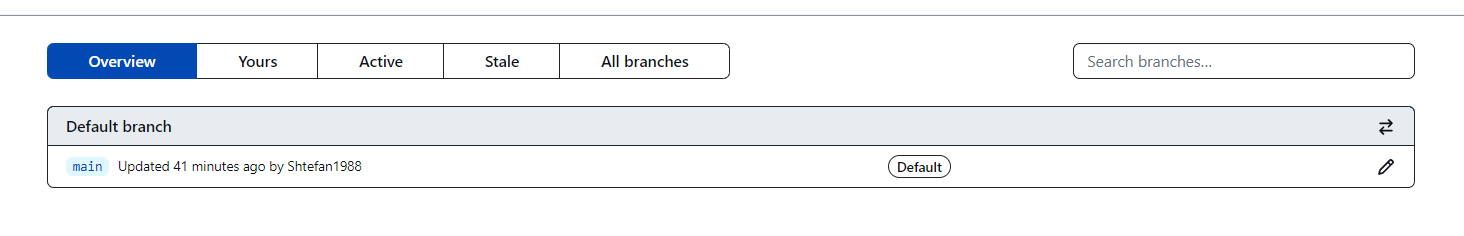 Overview Yours Active Stale All branches Search branches...
Default branch
main Updated 41 minutes ago by Shtefan1988 Default